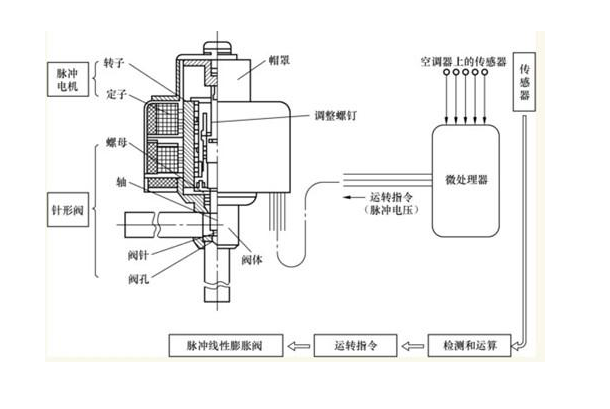 脉冲
电机
转子
定子
帽罩
调整螺钉
空调器上的传感器
传感器
微处理器
运转指令
（脉冲电压）
针形阀
螺母
轴
阀针
阀孔
阀体
脉冲线性膨胀阀
运转指令
检测和运算